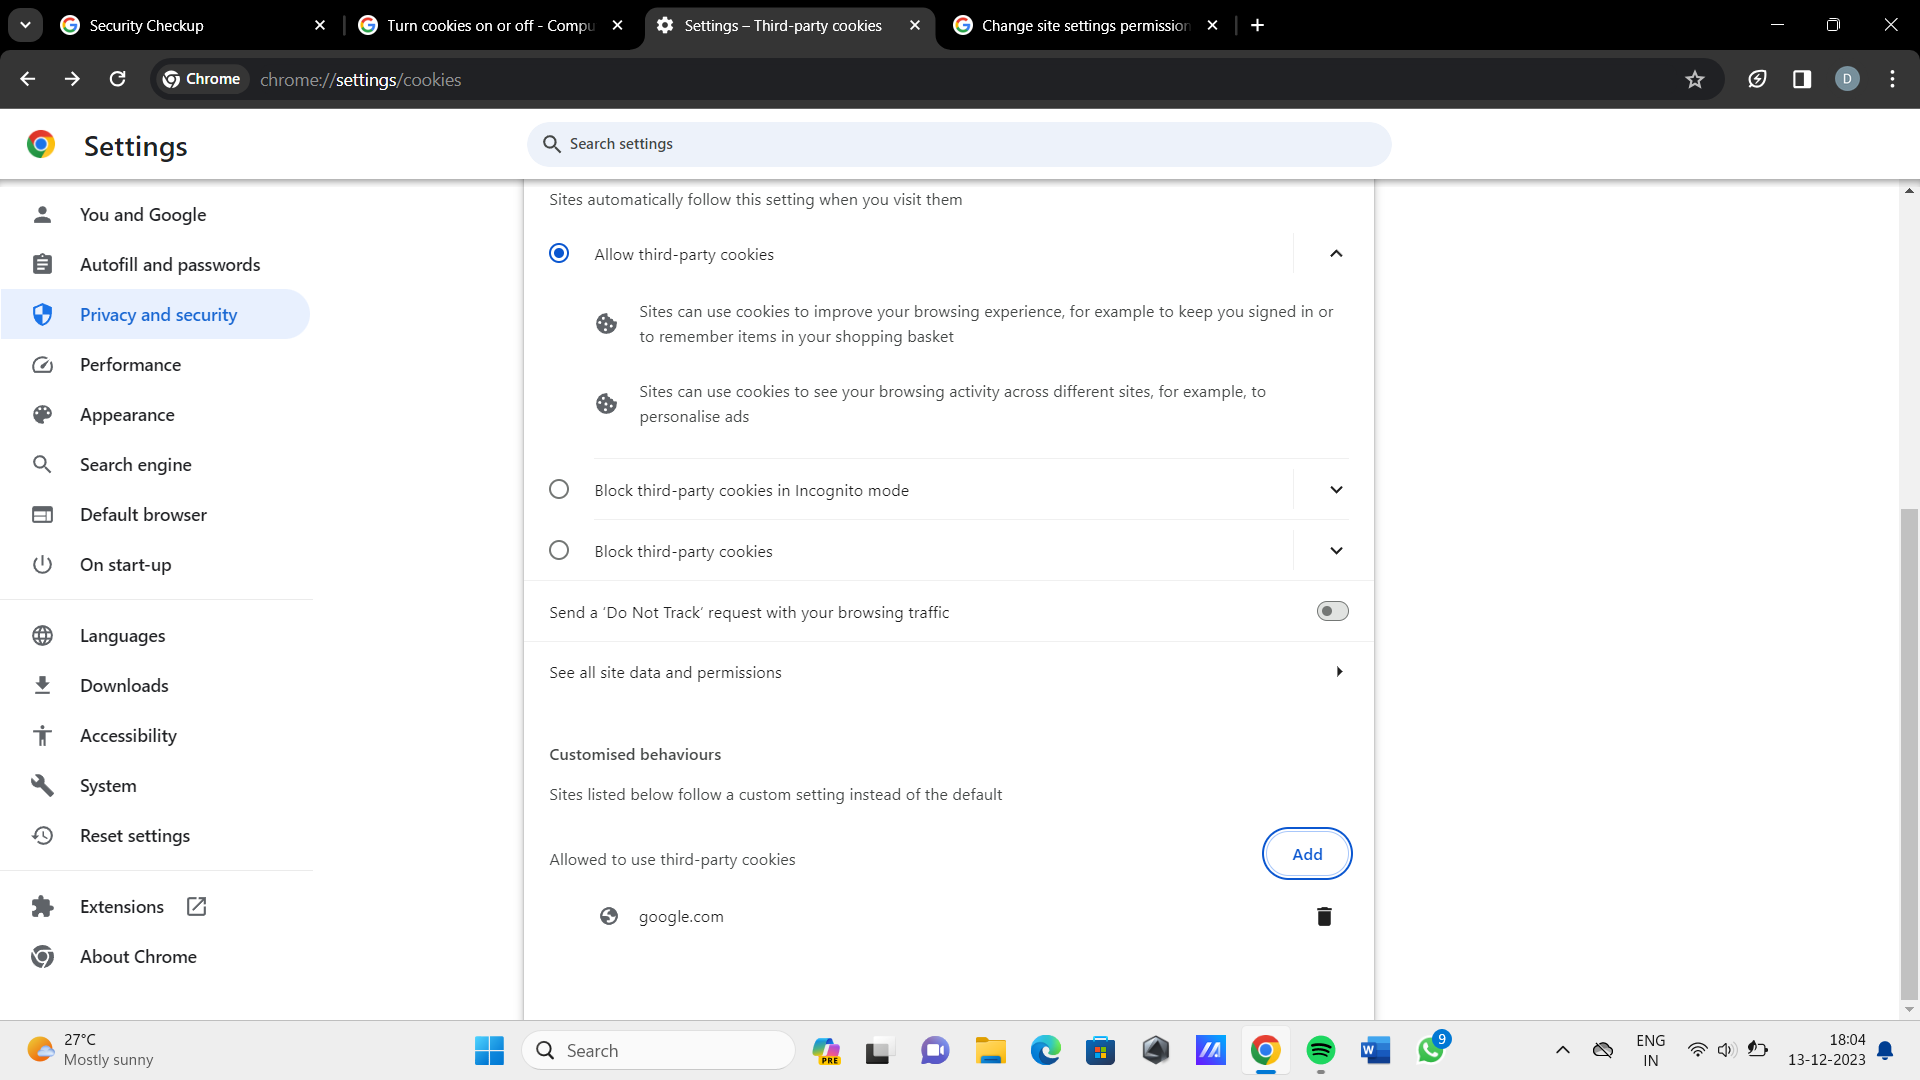 Security Checkup
Turn cookies on or off - Compu
Settings – Third-party cookies
Change site settings permission
Chrome
chrome://settings/cookies
D
Settings
Search settings
You and Google
Autofill and passwords
Privacy and security
Performance
Appearance
Search engine
Default browser
On start-up
Languages
Downloads
Accessibility
System
Reset settings
Extensions
About Chrome
Sites automatically follow this setting when you visit them
Allow third-party cookies
Sites can use cookies to improve your browsing experience, for example to keep you signed in or
to remember items in your shopping basket
Sites can use cookies to see your browsing activity across different sites, for example, to
personalise ads
Block third-party cookies in Incognito mode
Block third-party cookies
Send a ‘Do Not Track’ request with your browsing traffic
See all site data and permissions
Customised behaviours
Sites listed below follow a custom setting instead of the default
Allowed to use third-party cookies
Add
google.com
27°C
Mostly sunny
Search
PRE
W
9
ENG
IN
18:04
13-12-2023